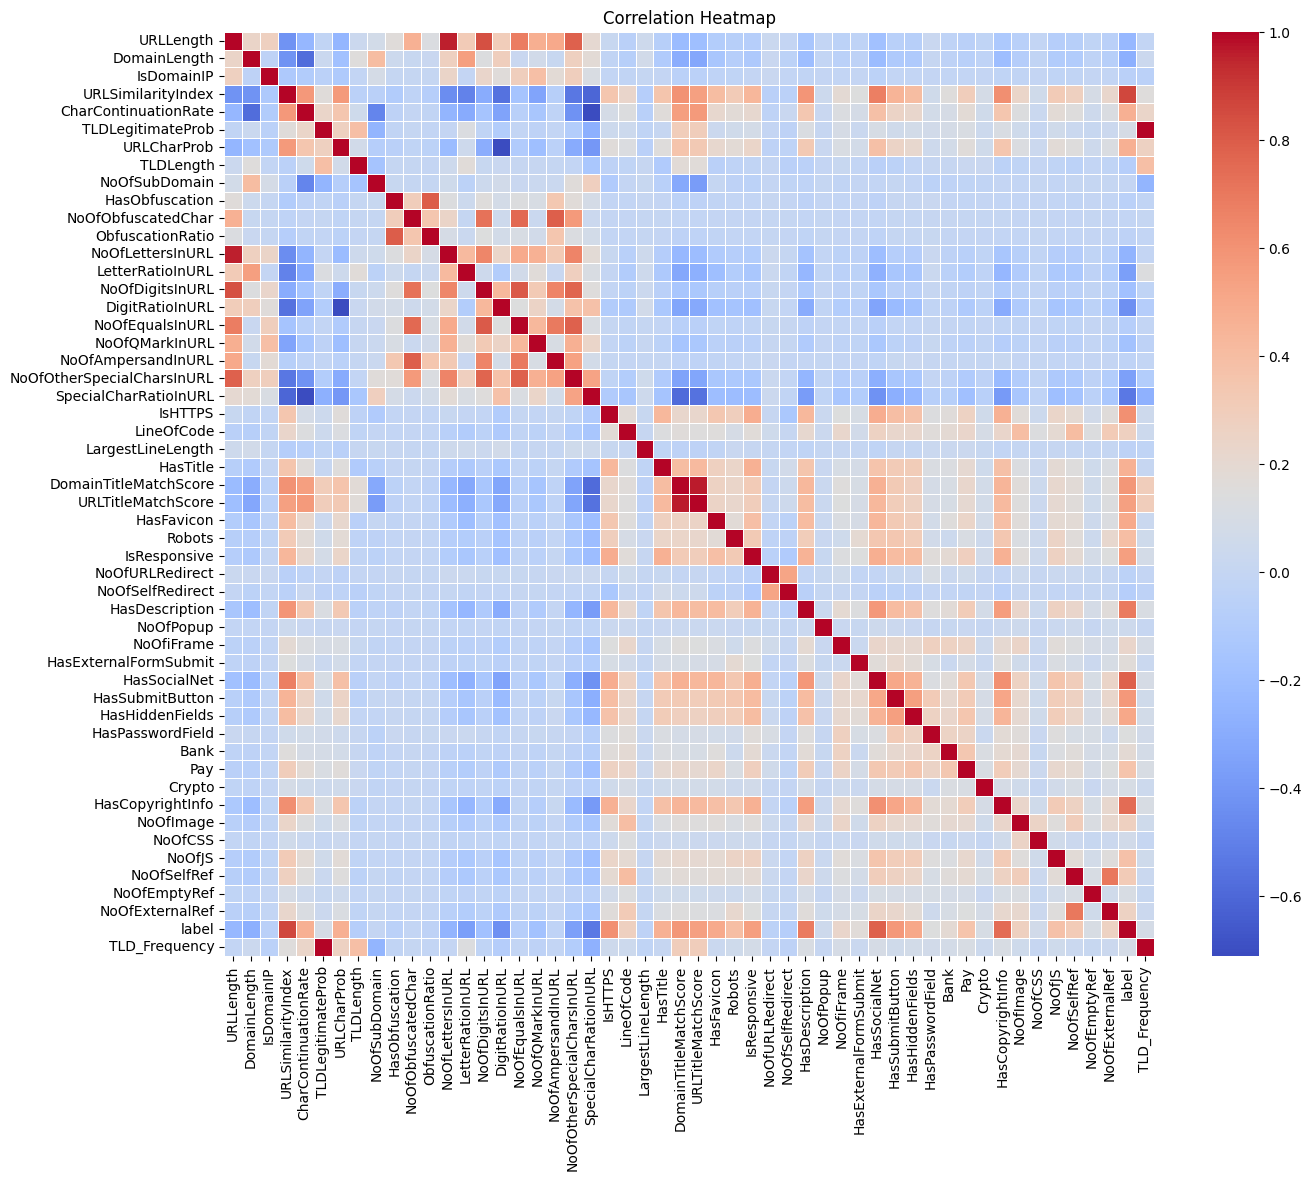 Correlation Heatmap
URLLength
DomainLength
IsDomainIP
URLSimilarityIndex
CharContinuationRate
TLDLegitimateProb
URLCharProb
TLDLength
NoOfSubDomain
HasObfuscation
NoOfObfuscatedChar
ObfuscationRatio
NoOfLettersInURL
LetterRatioInURL
NoOfDigitsInURL
DigitRatioInURL
NoOfEqualsInURL
NoOfQMarkInURL
NoOfAmpersandInURL
NoOfOtherSpecialCharsInURL
SpecialCharRatioInURL
IsHTTPS
LineOfCode
LargestLineLength
HasTitle
DomainTitleMatchScore
URLTitleMatchScore
HasFavicon
Robots
IsResponsive
NoOfURLRedirect
NoOfSelfRedirect
HasDescription
NoOfPopup
NoOfiFrame
HasExternalFormSubmit
HasSocialNet
HasSubmitButton
HasHiddenFields
HasPasswordField
Bank
Pay
Crypto
HasCopyrightInfo
NoOfImage
NoOfCSS
NoOfJS
NoOfSelfRef
NoOfEmptyRef
NoOfExternalRef
label
TLD_Frequency
URLLength
DomainLength
IsDomainIP
URLSimilarityIndex
CharContinuationRate
TLDLegitimateProb
URLCharProb
TLDLength
NoOfSubDomain
HasObfuscation
NoOfObfuscatedChar
ObfuscationRatio
NoOfLettersInURL
LetterRatioInURL
NoOfDigitsInURL
DigitRatioInURL
NoOfEqualsInURL
NoOfQMarkInURL
NoOfAmpersandInURL
NoOfOtherSpecialCharsInURL
SpecialCharRatioInURL
IsHTTPS
LineOfCode
LargestLineLength
HasTitle
DomainTitleMatchScore
URLTitleMatchScore
HasFavicon
Robots
IsResponsive
NoOfURLRedirect
NoOfSelfRedirect
HasDescription
NoOfPopup
NoOfiFrame
HasExternalFormSubmit
HasSocialNet
HasSubmitButton
HasHiddenFields
HasPasswordField
Bank
Pay
Crypto
HasCopyrightInfo
NoOfImage
NoOfCSS
NoOfJS
NoOfSelfRef
NoOfEmptyRef
NoOfExternalRef
label
TLD_Frequency
1.0
0.8
0.6
0.4
0.2
0.0
−0.2
−0.4
−0.6